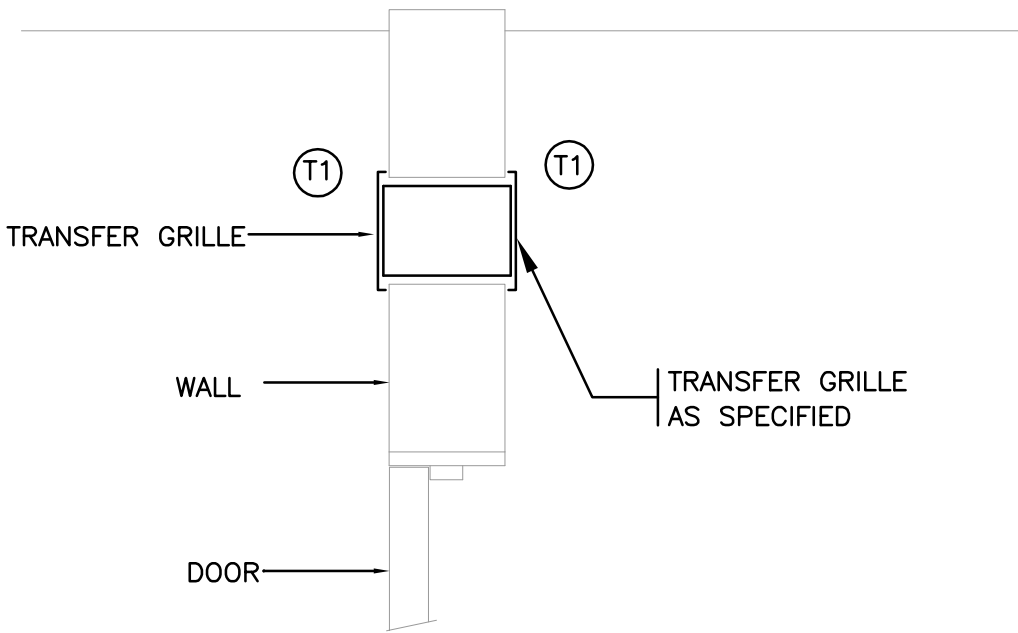 T1
T1
TRANSFER GRILLE
WALL
TRANSFER GRILLE
AS SPECIFIED
DOOR